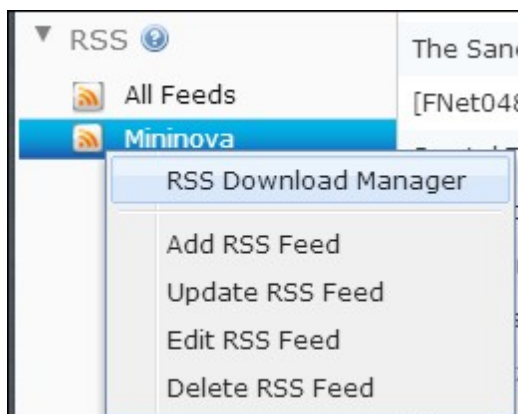 RSS
The San
All Feeds
[FNet048
Mininova
RSS Download Manager
Add RSS Feed
Update RSS Feed
Edit RSS Feed
Delete RSS Feed